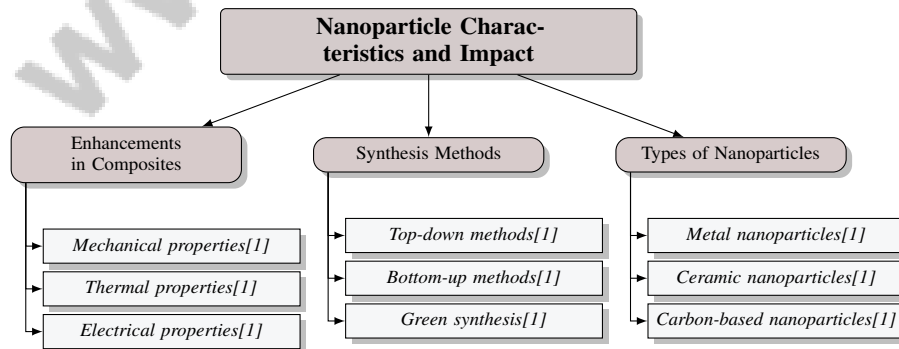 Nanoparticle Charac-
teristics and Impact
Enhancements
in Composites
Mechanical properties[1]
Thermal properties[1]
Electrical properties[1]
Synthesis Methods
Top-down methods[1]
Bottom-up methods[1]
Green synthesis[1]
Types of Nanoparticles
Metal nanoparticles[1]
Ceramic nanoparticles[1]
Carbon-based nanoparticles[1]